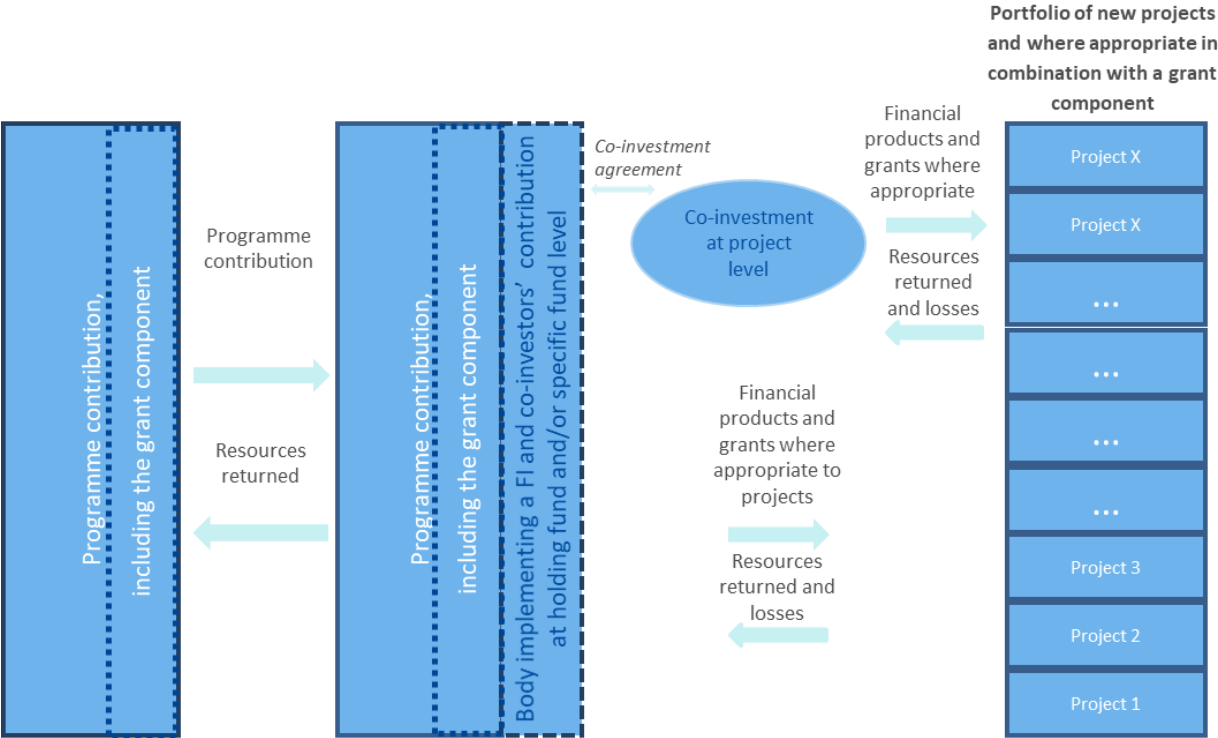 Portfolio of new projects
and where appropriate in
combination with a grant
component
Programme contribution,
including the grant component
Programme
contribution
Resources
returned
Programme contribution,
including the grant component
Body implementing a FI and co-investors’ contribution
at holding fund and/or specific fund level
Co-investment
agreement
Co-investment
at project
level
Financial
products and
grants where
appropriate
Resources
returned
and losses
Financial
products and
grants where
appropriate to
projects
Resources
returned and
losses
Project X
Project X
...
...
...
...
Project 3
Project 2
Project 1